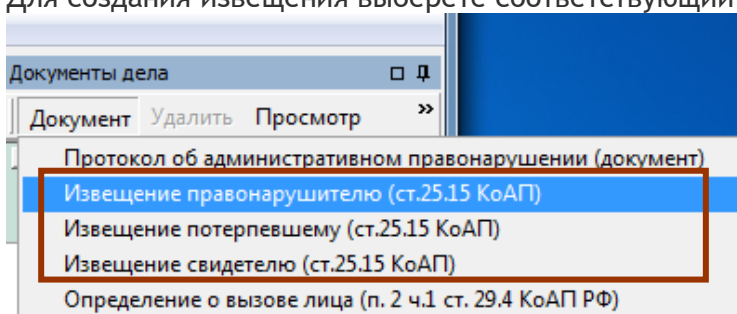 Для создания извещения выберете соответствующий
Документы дела
Документ Удалить Просмотр »
Протокол об административном правонарушении (документ)
Извещение правонарушителю (ст.25.15 КоАП)
Извещение потерпевшему (ст.25.15 КоАП)
Извещение свидетелю (ст.25.15 КоАП)
Определение о вызове лица (п. 2 ч.1 ст. 29.4 КоАП РФ)